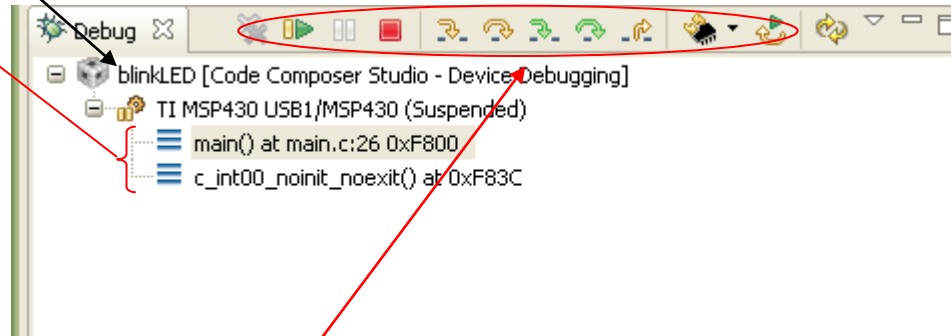 Debug
blinkLED [Code Composer Studio - Device Debugging]
TI MSP430 USB1/MSP430 (Suspended)
main() at main.c:26 0xF800
c_int00_noinit_noexit() at 0xF83C